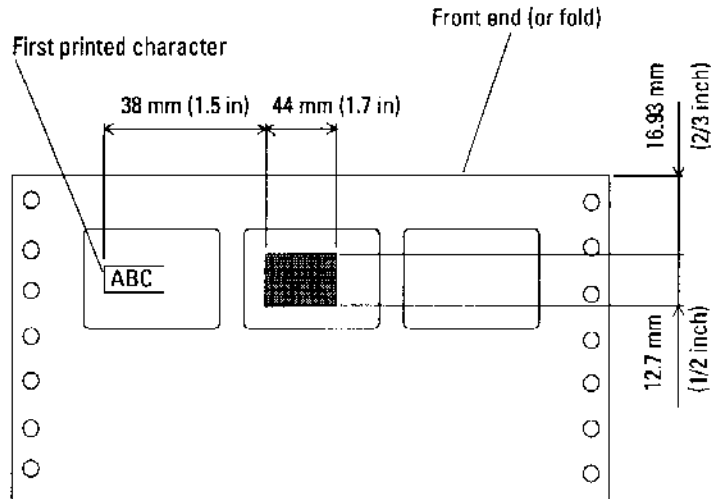 Front end (or fold)
First printed character
38 mm (1.5 in)
44 mm (1.7 in)
16.93 mm
(2/3 inch)
ABC
12.7 mm
(1/2 inch)